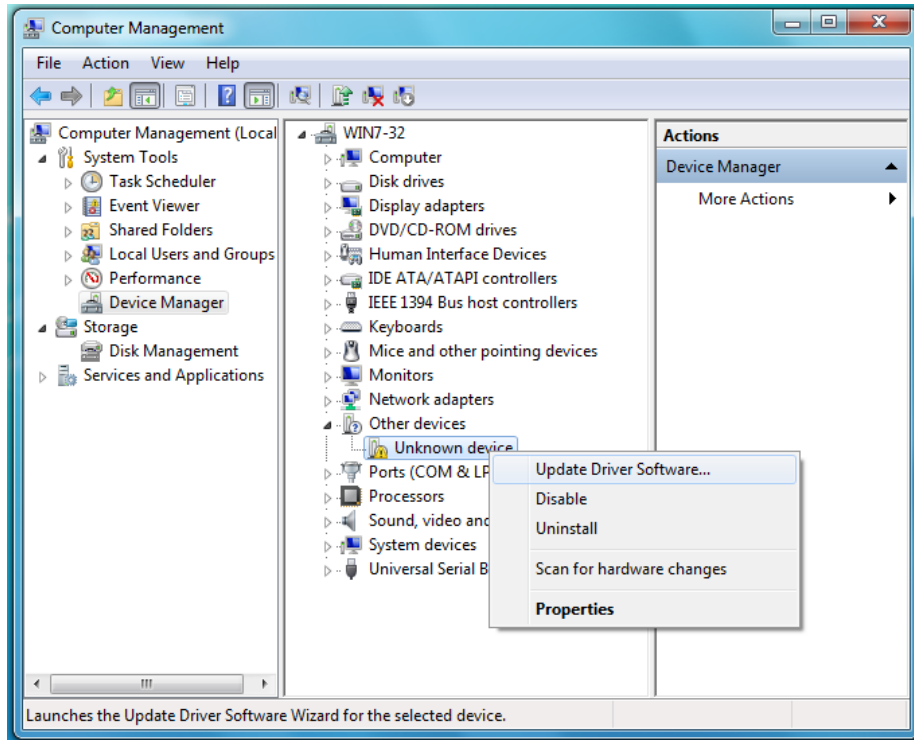 Computer Management
File Action View Help
Computer Management (Local
System Tools
Task Scheduler
Event Viewer
Shared Folders
Local Users and Groups
Performance
Device Manager
Storage
Disk Management
Services and Applications
WIN7-32
Computer
Disk drives
Display adapters
DVD/CD-ROM drives
Human Interface Devices
IDE ATA/ATAPI controllers
IEEE 1394 Bus host controllers
Keyboards
Mice and other pointing devices
Monitors
Network adapters
Other devices
Unknown device
Ports (COM & LP
Processors
Sound, video and
System devices
Universal Serial B
Update Driver Software...
Disable
Uninstall
Scan for hardware changes
Properties
Actions
Device Manager
More Actions
Launches the Update Driver Software Wizard for the selected device.